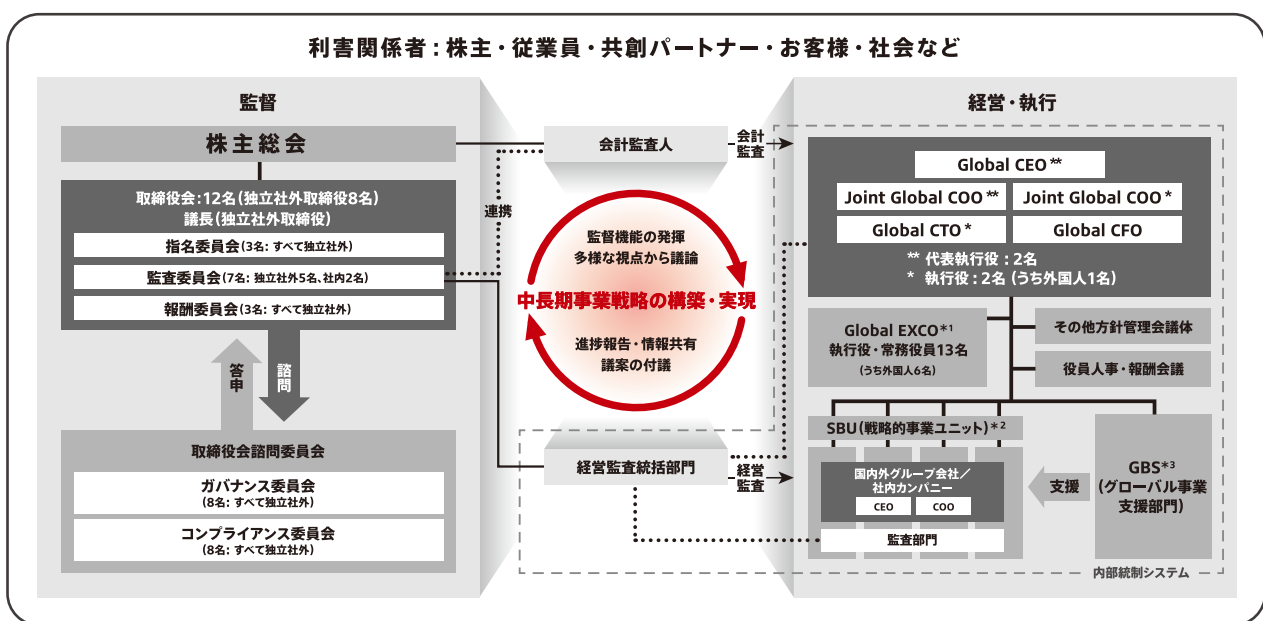 利害関係者：株主・従業員・共創パートナー・お客様・社会など
監督
株主総会
取締役会:12名(独立社外取締役8名)
議長(独立社外取締役)
指名委員会(3名: すべて独立社外)
監査委員会(7名: 独立社外5名、社内2名)
報酬委員会(3名: すべて独立社外)
答申
諮問
取締役会諮問委員会
ガバナンス委員会
(8名: すべて独立社外)
コンプライアンス委員会
(8名: すべて独立社外)
会計監査人
会計
監査
連携
監督機能の発揮
多様な視点から議論
中長期事業戦略の構築・実現
進捗報告・情報共有
議案の付議
経営監査統括部門
経営
監査
経営・執行
Global CEO**
Joint Global COO**
Joint Global COO*
Global CTO*
Global CFO
** 代表執行役：2名
* 執行役：2名(うち外国人1名)
Global EXCO*1
執行役・常務役員13名
(うち外国人6名)
その他方針管理会議体
役員人事・報酬会議
SBU(戦略的事業ユニット)*2
国内外グループ会社／
社内カンパニー
CEO
COO
監査部門
支援
GBS*3
(グローバル事業
支援部門)
内部統制システム